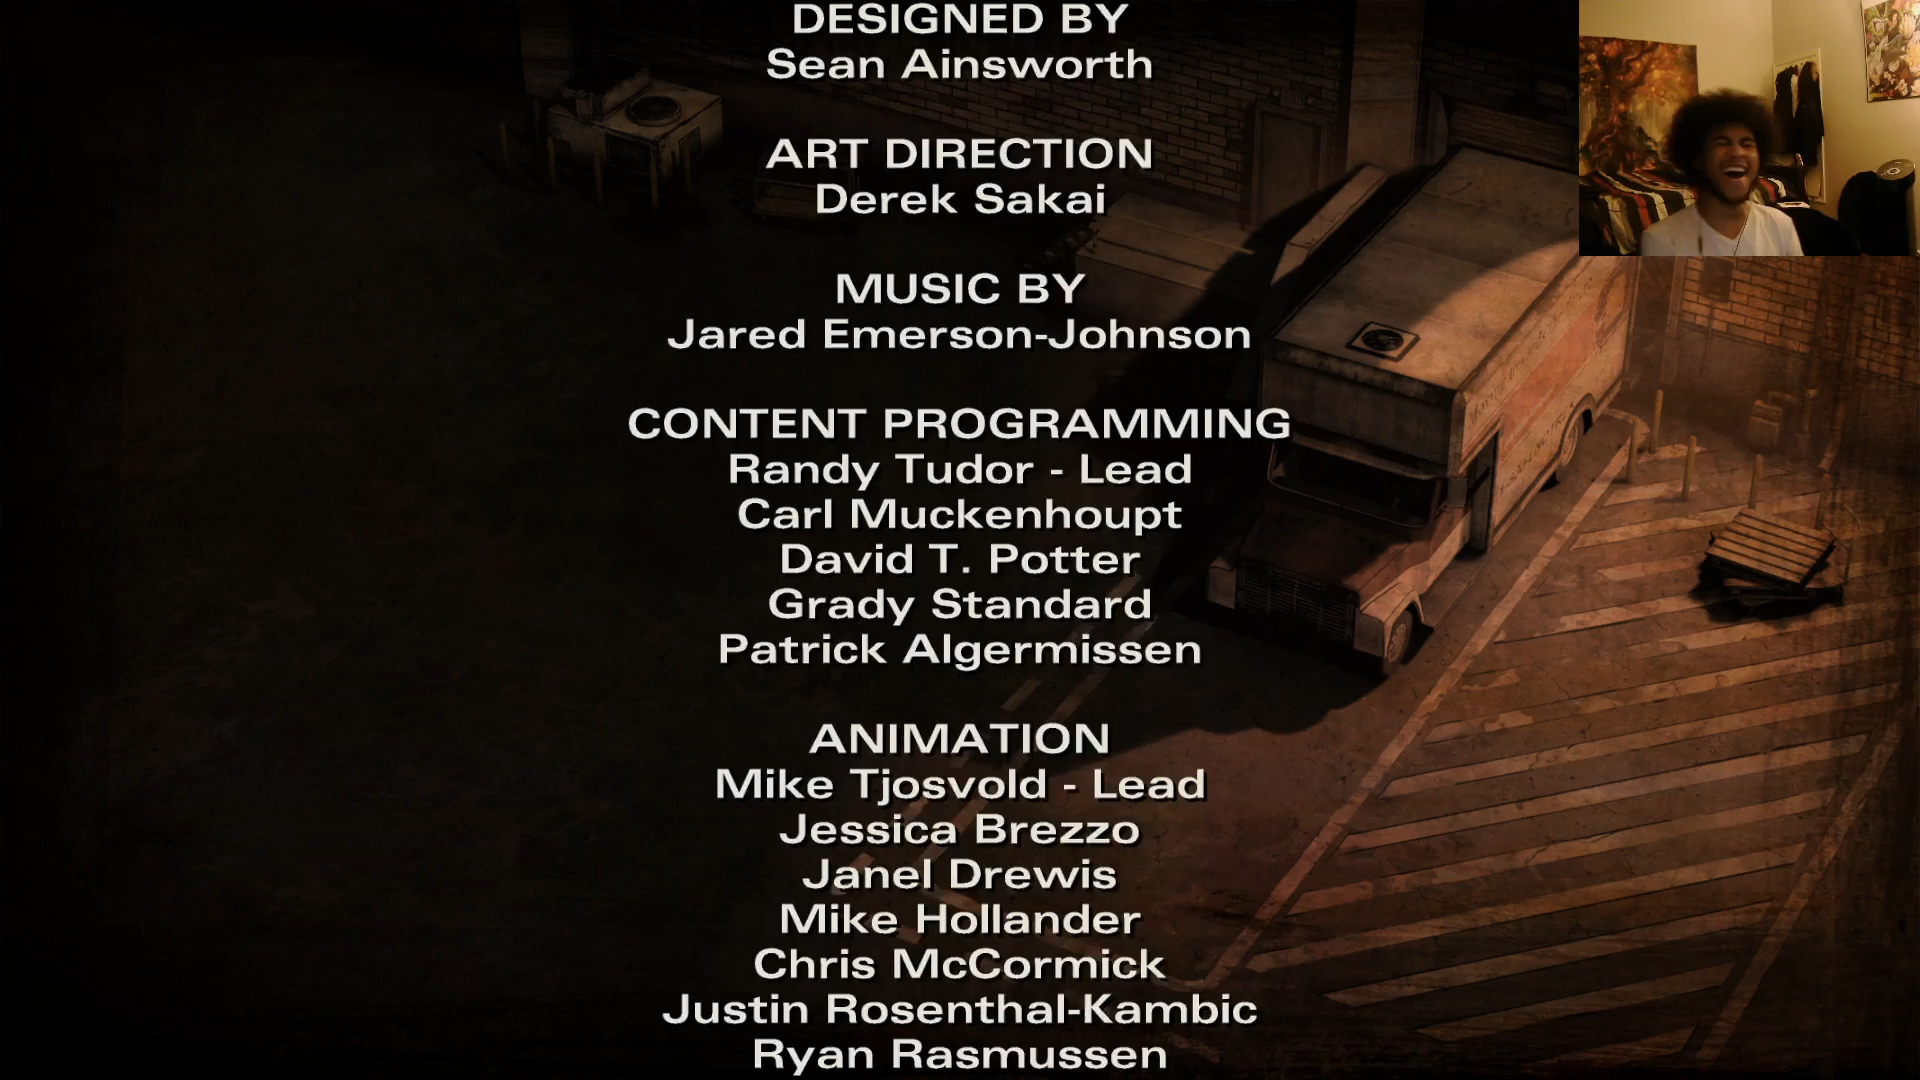 DESIGNED BY
Sean Ainsworth
ART DIRECTION
Derek Sakai
MUSIC BY
Jared Emerson-Johnson
CONTENT PROGRAMMING
Randy Tudor - Lead
Carl Muckenhoupt
David T. Potter
Grady Standard
Patrick Algermissen
ANIMATION
Mike Tjosvold - Lead
Jessica Brezzo
Janel Drewis
Mike Hollander
Chris McCormick
Justin Rosenthal-Kambic
Ryan Rasmussen